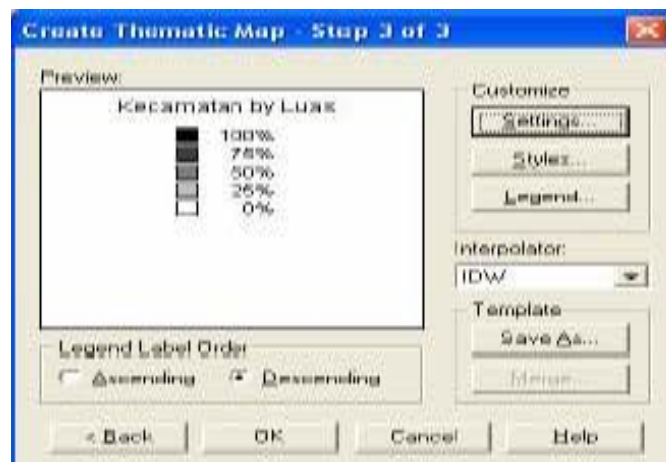 Create Thematic Map - Step 3 of 3
Preview:
Kecamatan by Luas
100%
75%
50%
25%
0%
Customize
Settings...
Styles...
Legend...
Interpolator:
IDW
Template
Save As...
Merge...
Legend Label Order
Ascending
Descending
< Back
OK
Cancel
Help